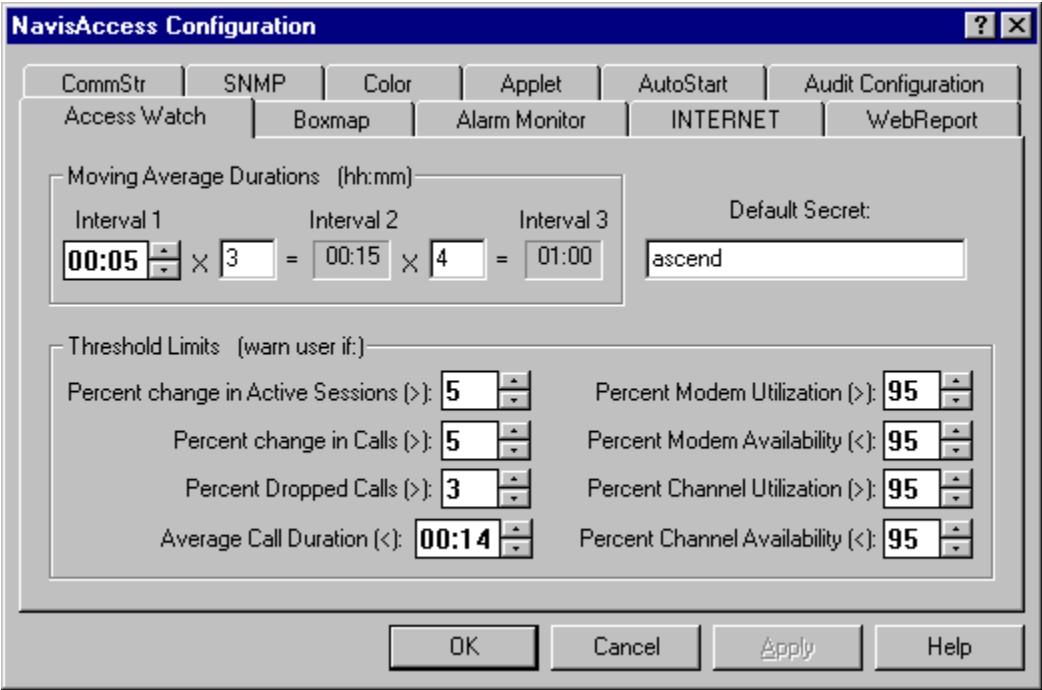 NavisAccess Configuration
CommStr SNMP Color Applet AutoStart Audit Configuration
Access Watch Boxmap Alarm Monitor INTERNET WebReport
Moving Average Durations (hh:mm)
Interval 1 Interval 2 Interval 3
00:05 × 3 = 00:15 × 4 = 01:00
Default Secret:
ascend
Threshold Limits (warn user if:)
Percent change in Active Sessions (>): 5 Percent Modem Utilization (>): 95
Percent change in Calls (>): 5 Percent Modem Availability (<): 95
Percent Dropped Calls (>): 3 Percent Channel Utilization (>): 95
Average Call Duration (<): 00:14 Percent Channel Availability (<): 95
OK Cancel Apply Help